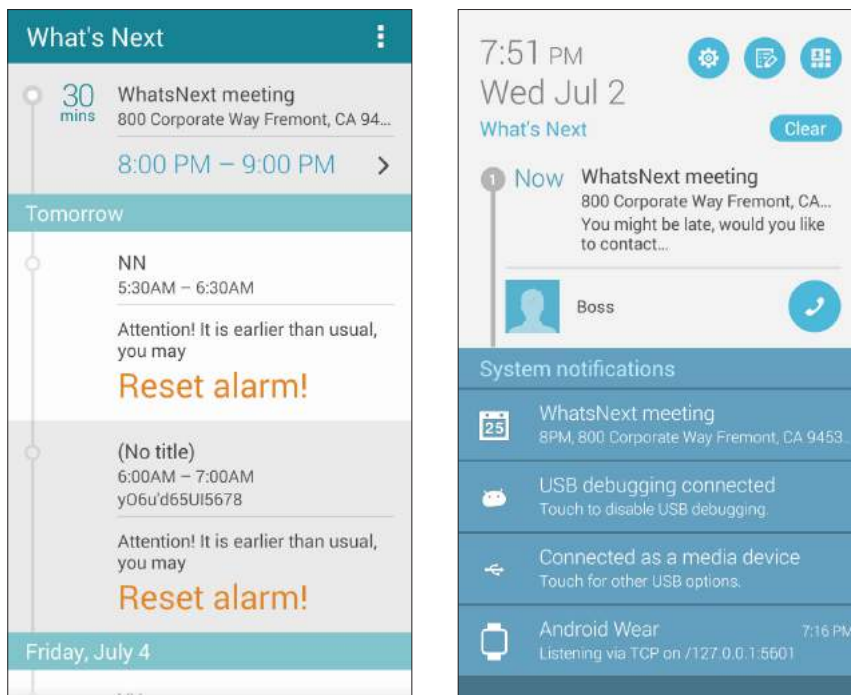 What's Next
30
mins
WhatsNext meeting
800 Corporate Way Fremont, CA 94...
8:00 PM – 9:00 PM
Tomorrow
NN
5:30AM – 6:30AM
Attention! It is earlier than usual,
you may
Reset alarm!
(No title)
6:00AM – 7:00AM
yO6u'd65UI5678
Attention! It is earlier than usual,
you may
Reset alarm!
Friday, July 4
7:51 PM
Wed Jul 2
What's Next
Clear
1
Now
WhatsNext meeting
800 Corporate Way Fremont, CA...
You might be late, would you like
to contact...
Boss
System notifications
25
WhatsNext meeting
8PM, 800 Corporate Way Fremont, CA 9453...
USB debugging connected
Touch to disable USB debugging.
Connected as a media device
Touch for other USB options.
Android Wear
7:16 PM
Listening via TCP on /127.0.0.1:5601